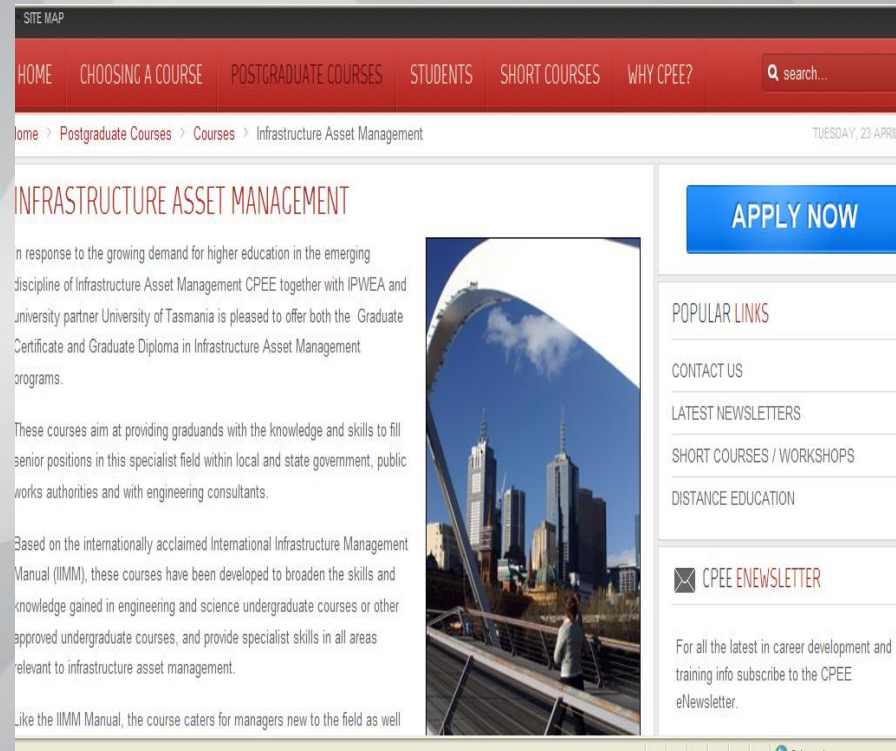 SITE MAP
HOME CHOOSING A COURSE POSTGRADUATE COURSES STUDENTS SHORT COURSES WHY CPEE? search...
Home > Postgraduate Courses > Courses > Infrastructure Asset Management
TUESDAY, 23 APRI
INFRASTRUCTURE ASSET MANAGEMENT
In response to the growing demand for higher education in the emerging
discipline of Infrastructure Asset Management CPEE together with IPWEA and
university partner University of Tasmania is pleased to offer both the Graduate
Certificate and Graduate Diploma in Infrastructure Asset Management
programs.
These courses aim at providing graduands with the knowledge and skills to fill
senior positions in this specialist field within local and state government, public
works authorities and with engineering consultants.
Based on the internationally acclaimed International Infrastructure Management
Manual (IIMM), these courses have been developed to broaden the skills and
knowledge gained in engineering and science undergraduate courses or other
approved undergraduate courses, and provide specialist skills in all areas
relevant to infrastructure asset management.
Like the IIMM Manual, the course caters for managers new to the field as well
APPLY NOW
POPULAR LINKS
CONTACT US
LATEST NEWSLETTERS
SHORT COURSES / WORKSHOPS
DISTANCE EDUCATION
CPEE ENEWSLETTER
For all the latest in career development and
training info subscribe to the CPEE
eNewsletter.